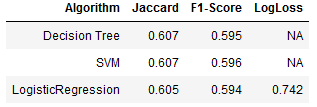 Algorithm Jaccard F1-Score LogLoss
Decision Tree 0.607 0.595 NA
SVM 0.607 0.596 NA
LogisticRegression 0.605 0.594 0.742